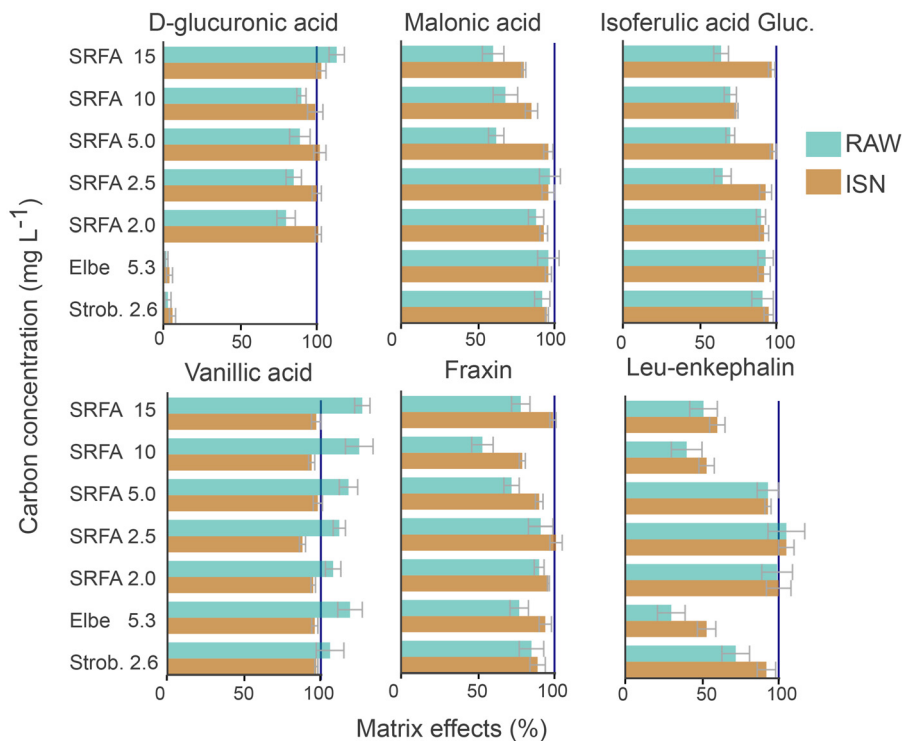 D-glucuronic acid Malonic acid Isoferulic acid Gluc.
SRFA 15
SRFA 10
SRFA 5.0
SRFA 2.5
SRFA 2.0
Elbe 5.3
Strob. 2.6
0 50 100 0 50 100 0 50 100
RAW
ISN
Vanillic acid Fraxin Leu-enkephalin
SRFA 15
SRFA 10
SRFA 5.0
SRFA 2.5
SRFA 2.0
Elbe 5.3
Strob. 2.6
0 50 100 0 50 100 0 50 100
Carbon concentration (mg L⁻¹)
Matrix effects (%)